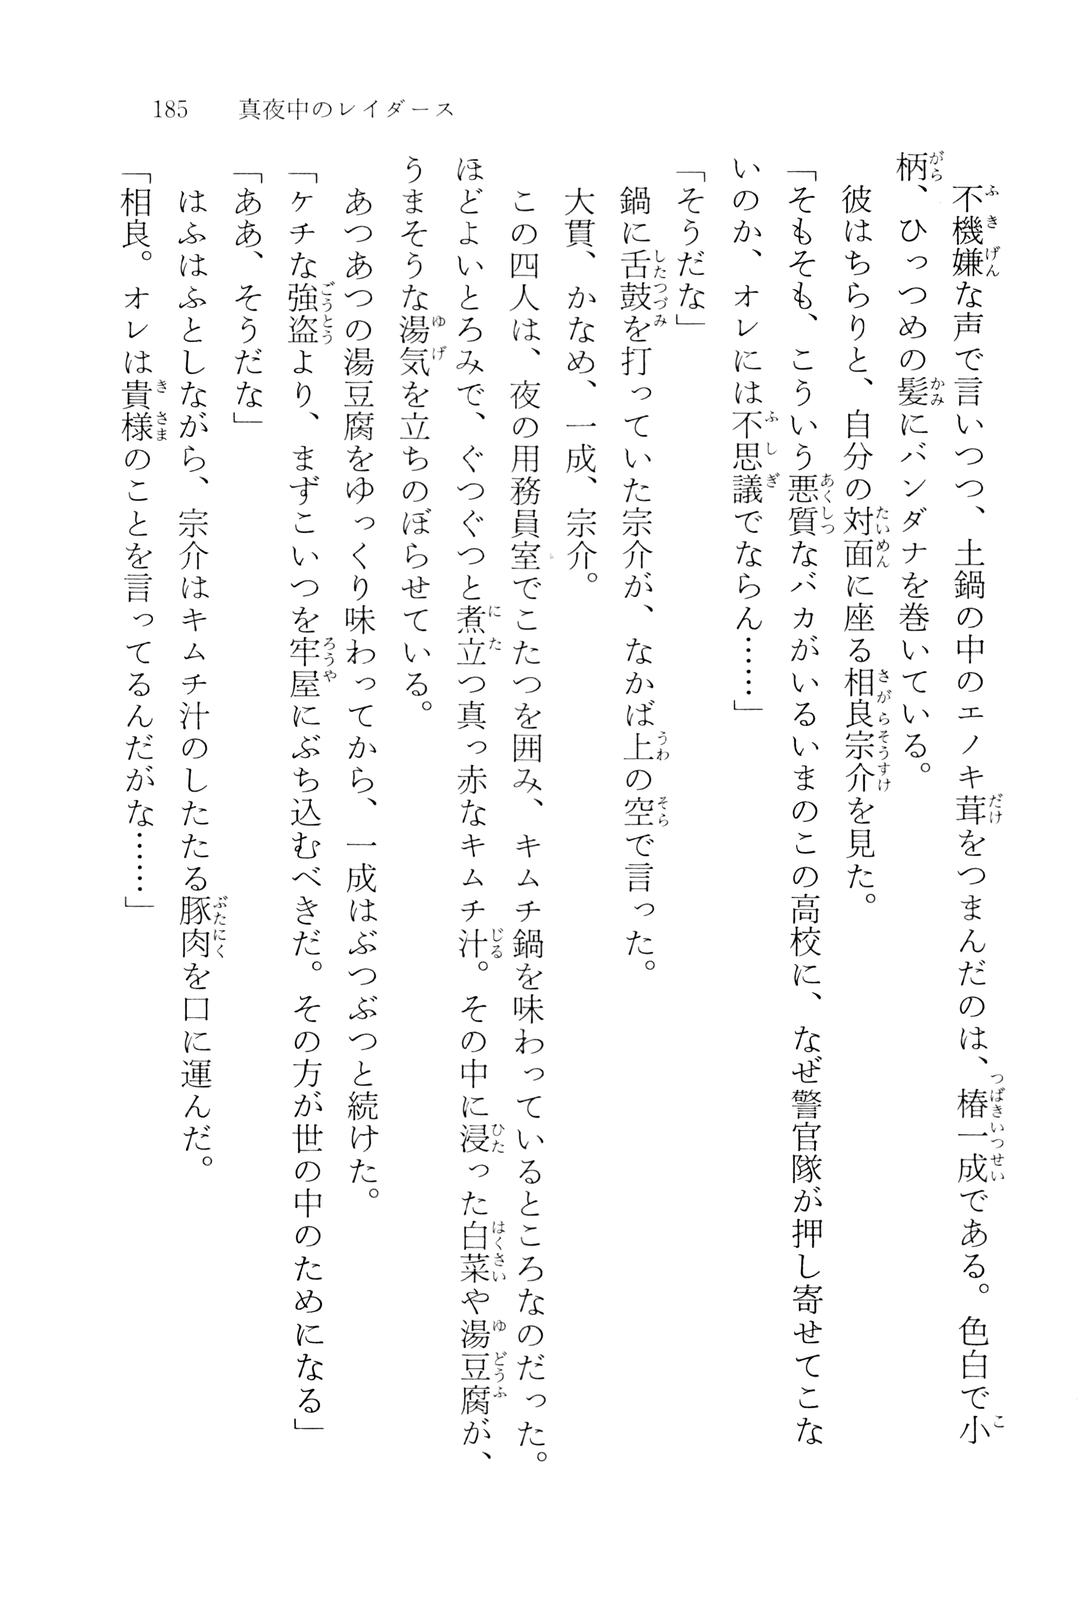 185　真夜中のレイダース
　不機嫌な声で言いつつ、土鍋の中のエノキ茸をつまんだのは、椿一成である。色白で小
柄、ひっつめの髪にバンダナを巻いている。
　彼はちらりと、自分の対面に座る相良宗介を見た。
「そもそも、こういう悪質なバカがいるいまのこの高校に、なぜ警官隊が押し寄せてこな
いのか、オレには不思議でならん……」
「そうだな」
　鍋に舌鼓を打っていた宗介が、なかば上の空で言った。
　大貫、かなめ、一成、宗介。
　この四人は、夜の用務員室でこたつを囲み、キムチ鍋を味わっているところなのだった。
ほどよいとろみで、ぐつぐつと煮立つ真っ赤なキムチ汁。その中に浸った白菜や湯豆腐が、
うまそうな湯気を立ちのぼらせている。
　あつあつの湯豆腐をゆっくり味わってから、一成はぶつぶつと続けた。
「ケチな強盗より、まずこいつを牢屋にぶち込むべきだ。その方が世の中のためになる」
「ああ、そうだな」
　はふはふとしながら、宗介はキムチ汁のしたたる豚肉を口に運んだ。
「相良。オレは貴様のことを言ってるんだがな……」